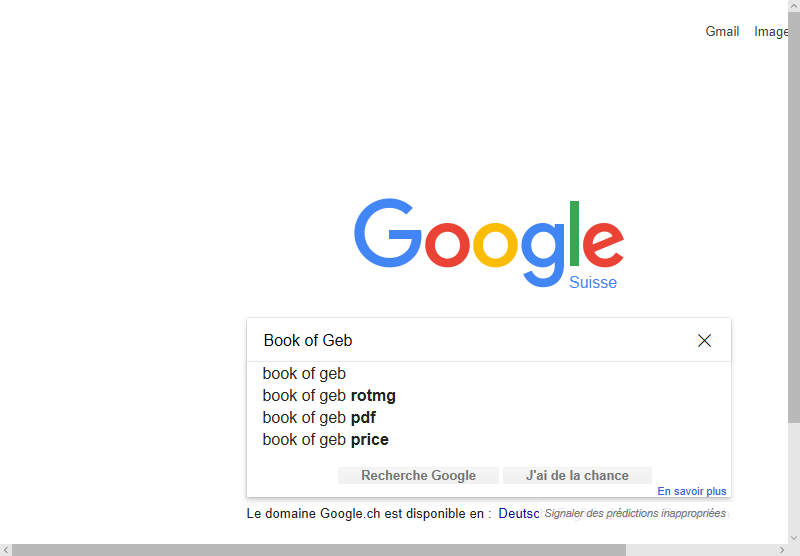 Gmail Image
Google
Suisse
Book of Geb
book of geb
book of geb rotmg
book of geb pdf
book of geb price
Recherche Google J'ai de la chance
En savoir plus
Le domaine Google.ch est disponible en : Deutsc Signaler des prédictions inappropriées